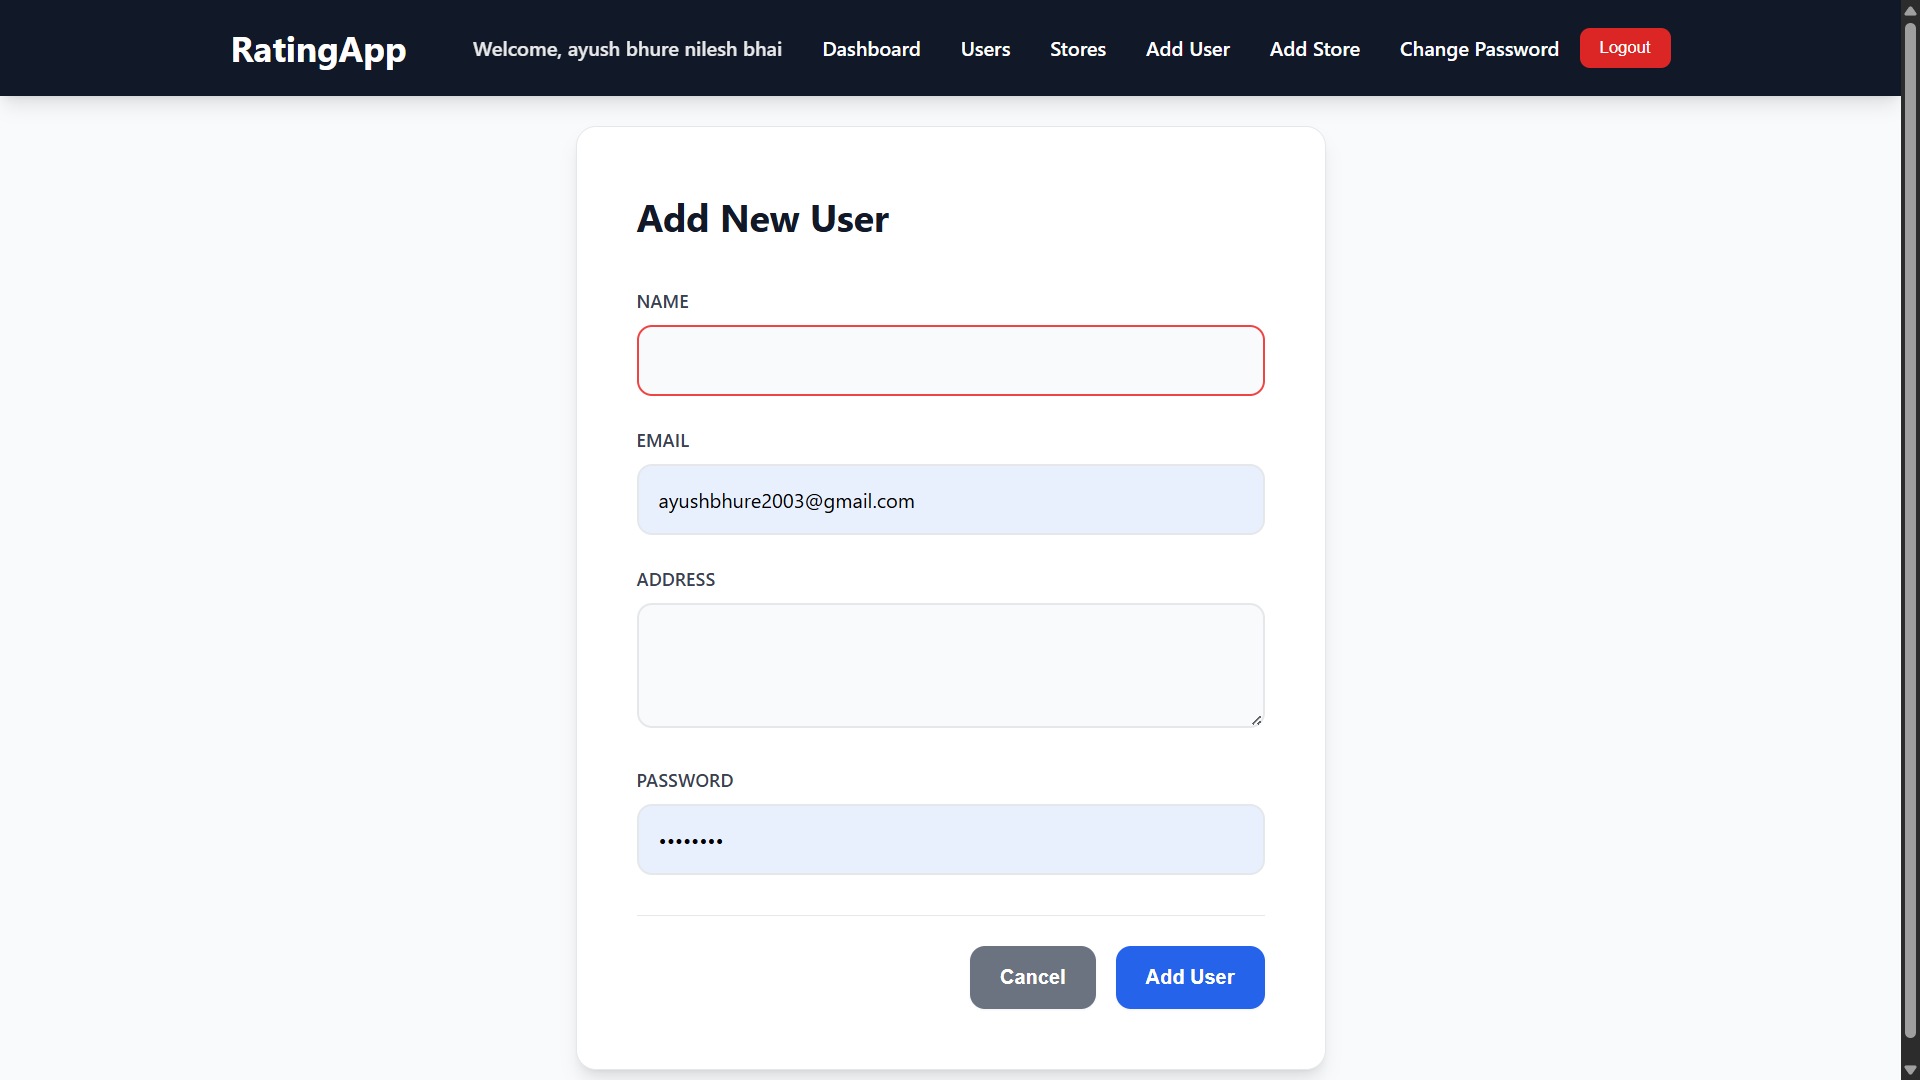 RatingApp Welcome, ayush bhure nilesh bhai Dashboard Users Stores Add User Add Store Change Password Logout
Add New User
NAME
EMAIL
ayushbhure2003@gmail.com
ADDRESS
PASSWORD
••••••••
Cancel Add User